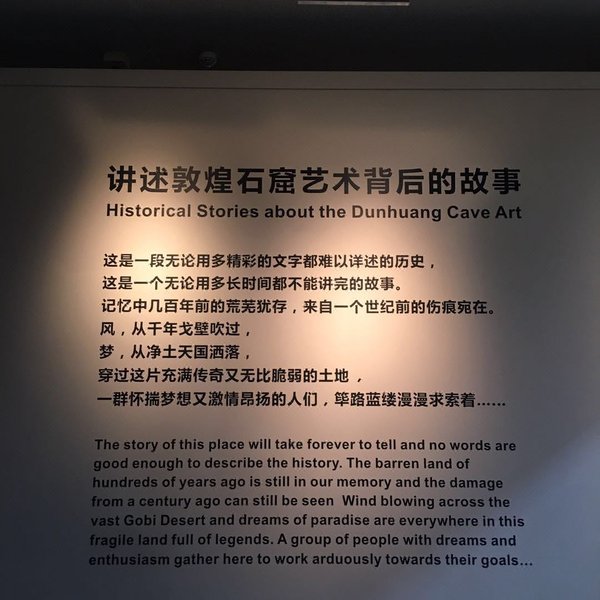 讲述敦煌石窟艺术背后的故事
Historical Stories about the Dunhuang Cave Art
这是一段无论用多精彩的文字都难以详述的历史，
这是一个无论用多长时间都不能讲完的故事。
记忆中几百年前的荒芜犹存，来自一个世纪前的伤痕宛在。
风，从千年戈壁吹过，
梦，从净土天国洒落，
穿过这片充满传奇又无比脆弱的土地，
一群怀揣梦想又激情昂扬的人们，筚路蓝缕漫漫求索着……
The story of this place will take forever to tell and no words are
good enough to describe the history. The barren land of
hundreds of years ago is still in our memory and the damage
from a century ago can still be seen  Wind blowing across the
vast Gobi Desert and dreams of paradise are everywhere in this
fragile land full of legends. A group of people with dreams and
enthusiasm gather here to work arduously towards their goals…